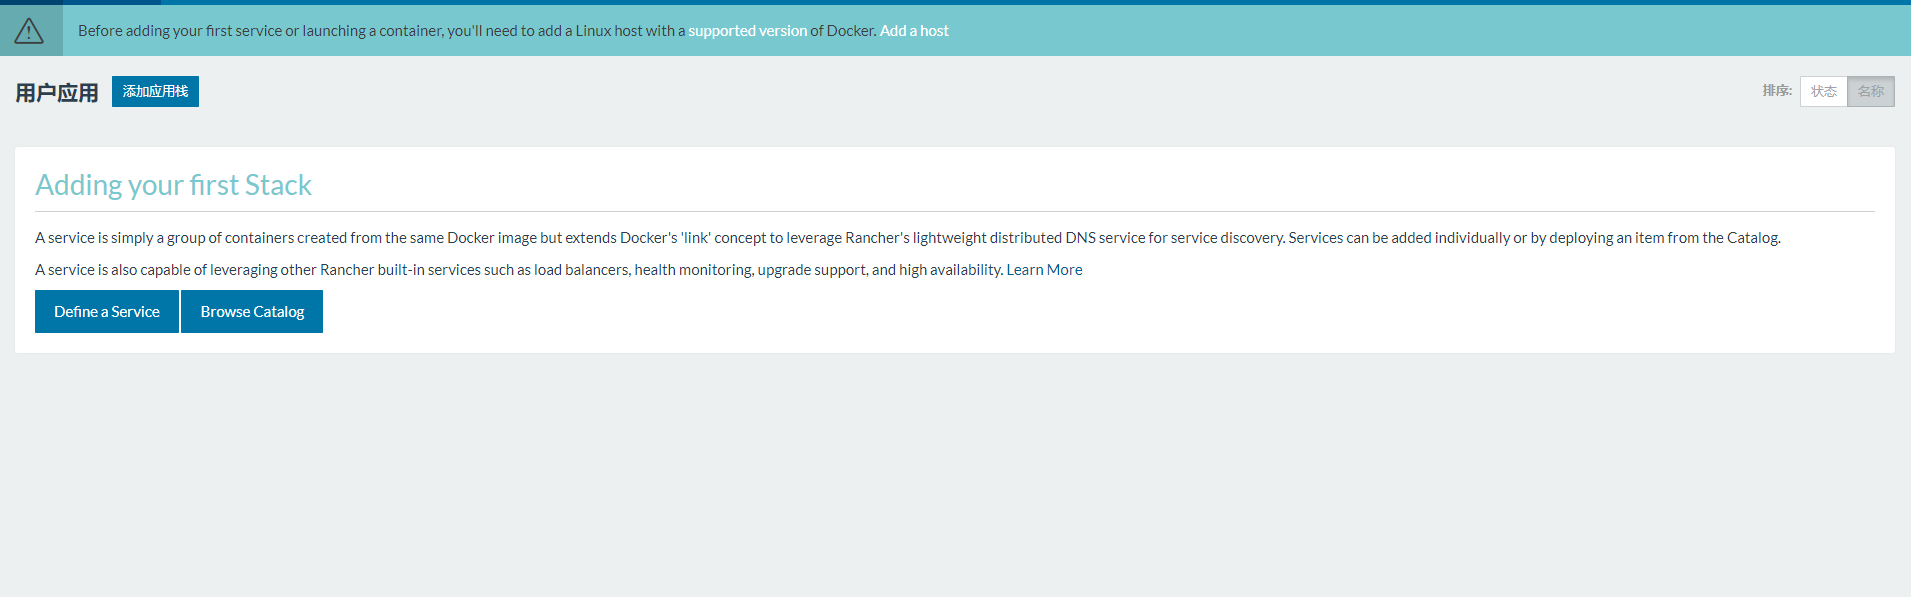 Before adding your first service or launching a container, you'll need to add a Linux host with a supported version of Docker. Add a host
用户应用 添加应用栈 排序: 状态 名称
Adding your first Stack
A service is simply a group of containers created from the same Docker image but extends Docker's 'link' concept to leverage Rancher's lightweight distributed DNS service for service discovery. Services can be added individually or by deploying an item from the Catalog.
A service is also capable of leveraging other Rancher built-in services such as load balancers, health monitoring, upgrade support, and high availability. Learn More
Define a Service Browse Catalog